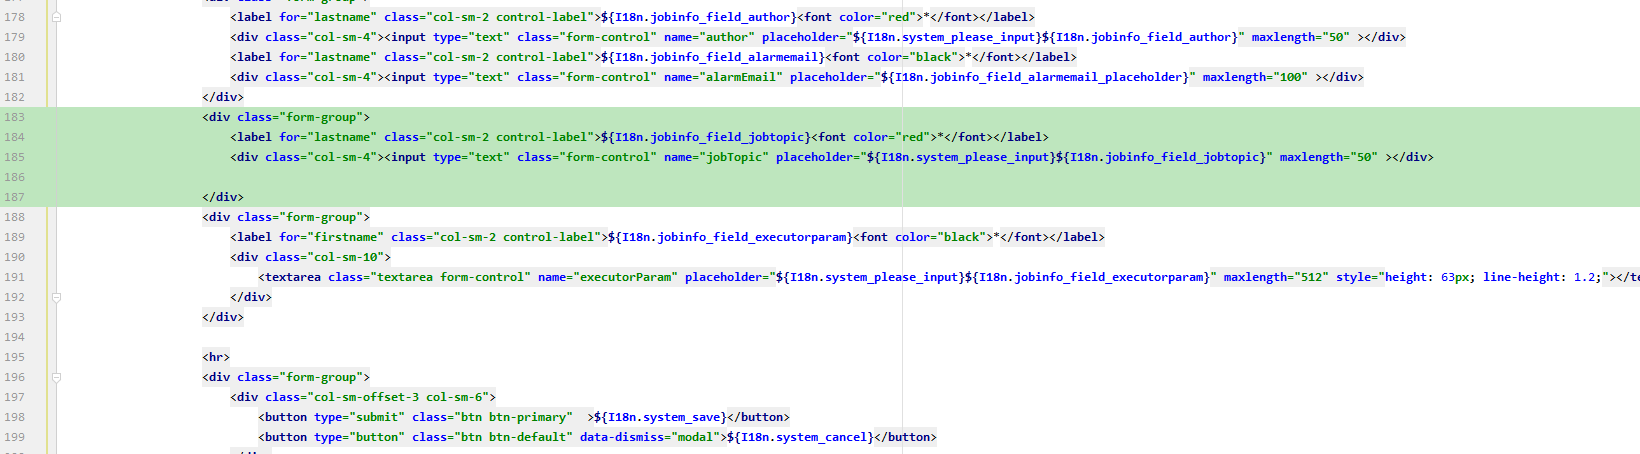 178 <label for="lastname" class="col-sm-2 control-label">${I18n.jobinfo_field_author}<font color="red">*</font></label>
179 <div class="col-sm-4"><input type="text" class="form-control" name="author" placeholder="${I18n.system_please_input}${I18n.jobinfo_field_author}" maxlength="50" ></div>
180 <label for="lastname" class="col-sm-2 control-label">${I18n.jobinfo_field_alarmemail}<font color="black">*</font></label>
181 <div class="col-sm-4"><input type="text" class="form-control" name="alarmEmail" placeholder="${I18n.jobinfo_field_alarmemail_placeholder}" maxlength="100" ></div>
182 </div>
183 <div class="form-group">
184 <label for="lastname" class="col-sm-2 control-label">${I18n.jobinfo_field_jobtopic}<font color="red">*</font></label>
185 <div class="col-sm-4"><input type="text" class="form-control" name="jobTopic" placeholder="${I18n.system_please_input}${I18n.jobinfo_field_jobtopic}" maxlength="50" ></div>
186
187 </div>
188 <div class="form-group">
189 <label for="firstname" class="col-sm-2 control-label">${I18n.jobinfo_field_executorparam}<font color="black">*</font></label>
190 <div class="col-sm-10">
191 <textarea class="textarea form-control" name="executorParam" placeholder="${I18n.system_please_input}${I18n.jobinfo_field_executorparam}" maxlength="512" style="height: 63px; line-height: 1.2;"></te
192 </div>
193 </div>
194
195 <hr>
196 <div class="form-group">
197 <div class="col-sm-offset-3 col-sm-6">
198 <button type="submit" class="btn btn-primary"  >${I18n.system_save}</button>
199 <button type="button" class="btn btn-default" data-dismiss="modal">${I18n.system_cancel}</button>